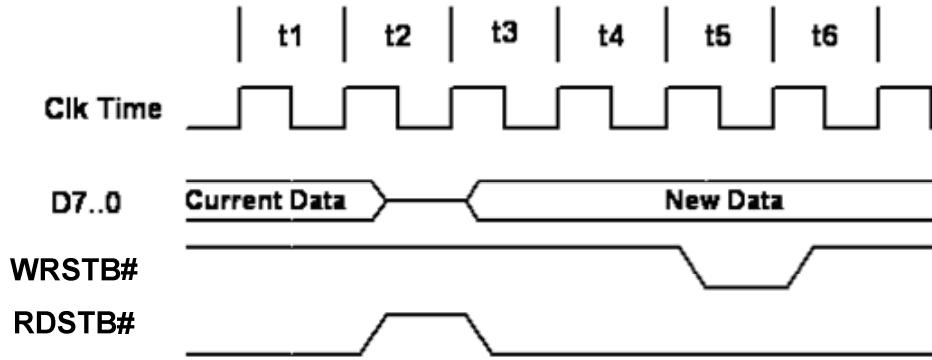 t1 t2 t3 t4 t5 t6
Clk Time
D7..0 Current Data New Data
WRSTB#
RDSTB#